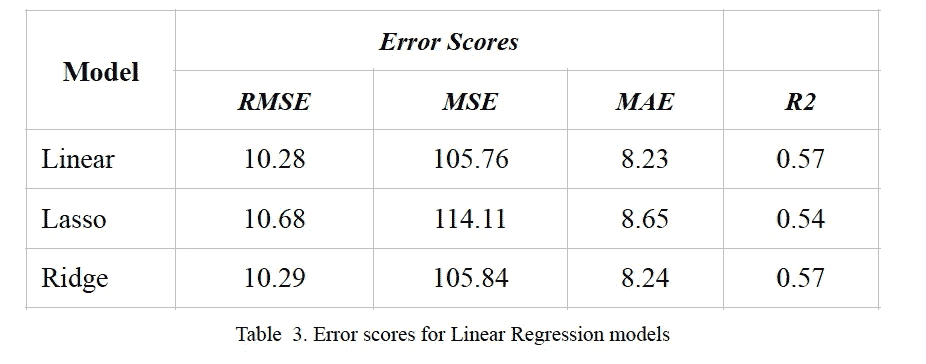 Error Scores
Model
RMSE MSE MAE R2
Linear 10.28 105.76 8.23 0.57
Lasso 10.68 114.11 8.65 0.54
Ridge 10.29 105.84 8.24 0.57
Table 3. Error scores for Linear Regression models